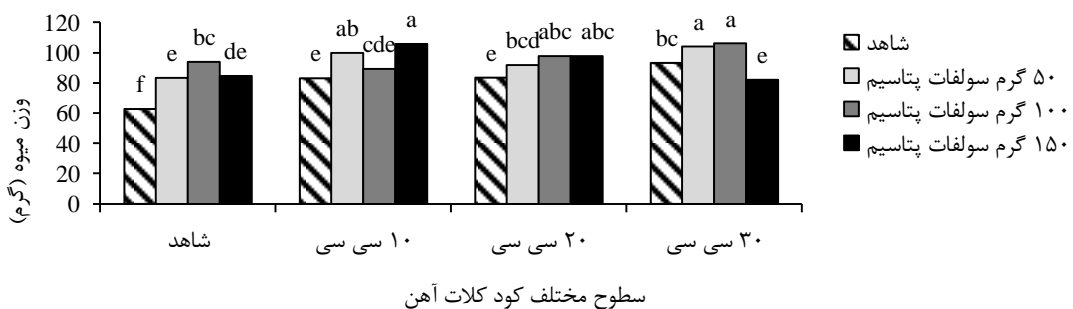 وزن میوه (گرم)
120
100
80
60
40
20
0
f e bc de
e ab cde a
e bcd abc abc
bc a a e
شاهد
۱۰ سی سی
۲۰ سی سی
۳۰ سی سی
سطوح مختلف کود کلات آهن
شاهد
۵۰ گرم سولفات پتاسیم
۱۰۰ گرم سولفات پتاسیم
۱۵۰ گرم سولفات پتاسیم